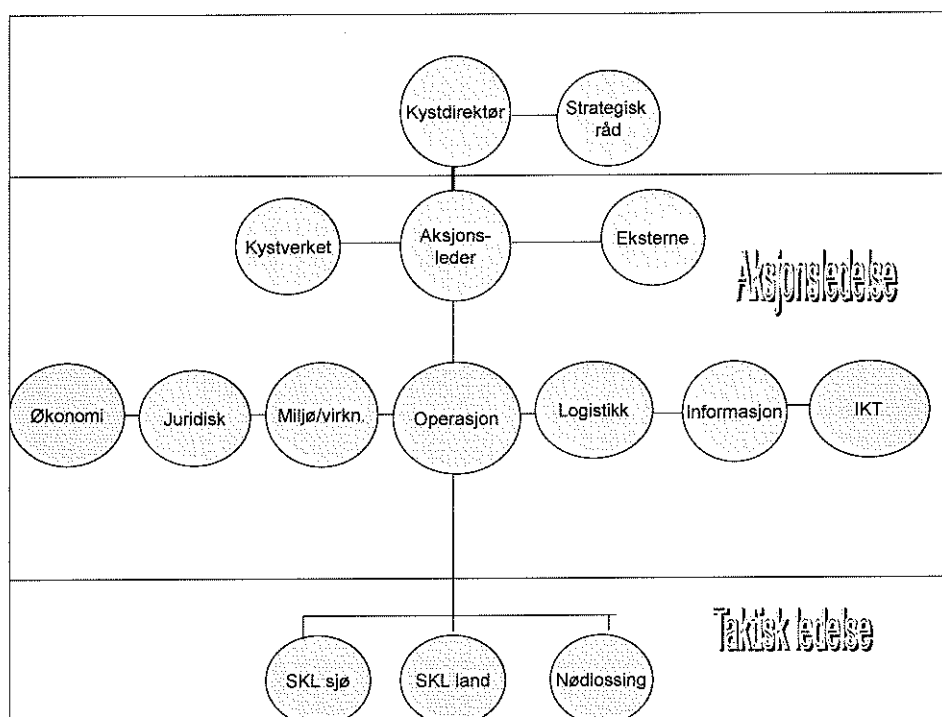 Kystdirektør
Strategisk
råd
Kystverket
Aksjons-
leder
Eksterne
Aksjonsledelse
Økonomi
Juridisk
Miljø/virkn.
Operasjon
Logistikk
Informasjon
IKT
Taktisk ledelse
SKL sjø
SKL land
Nødlossing